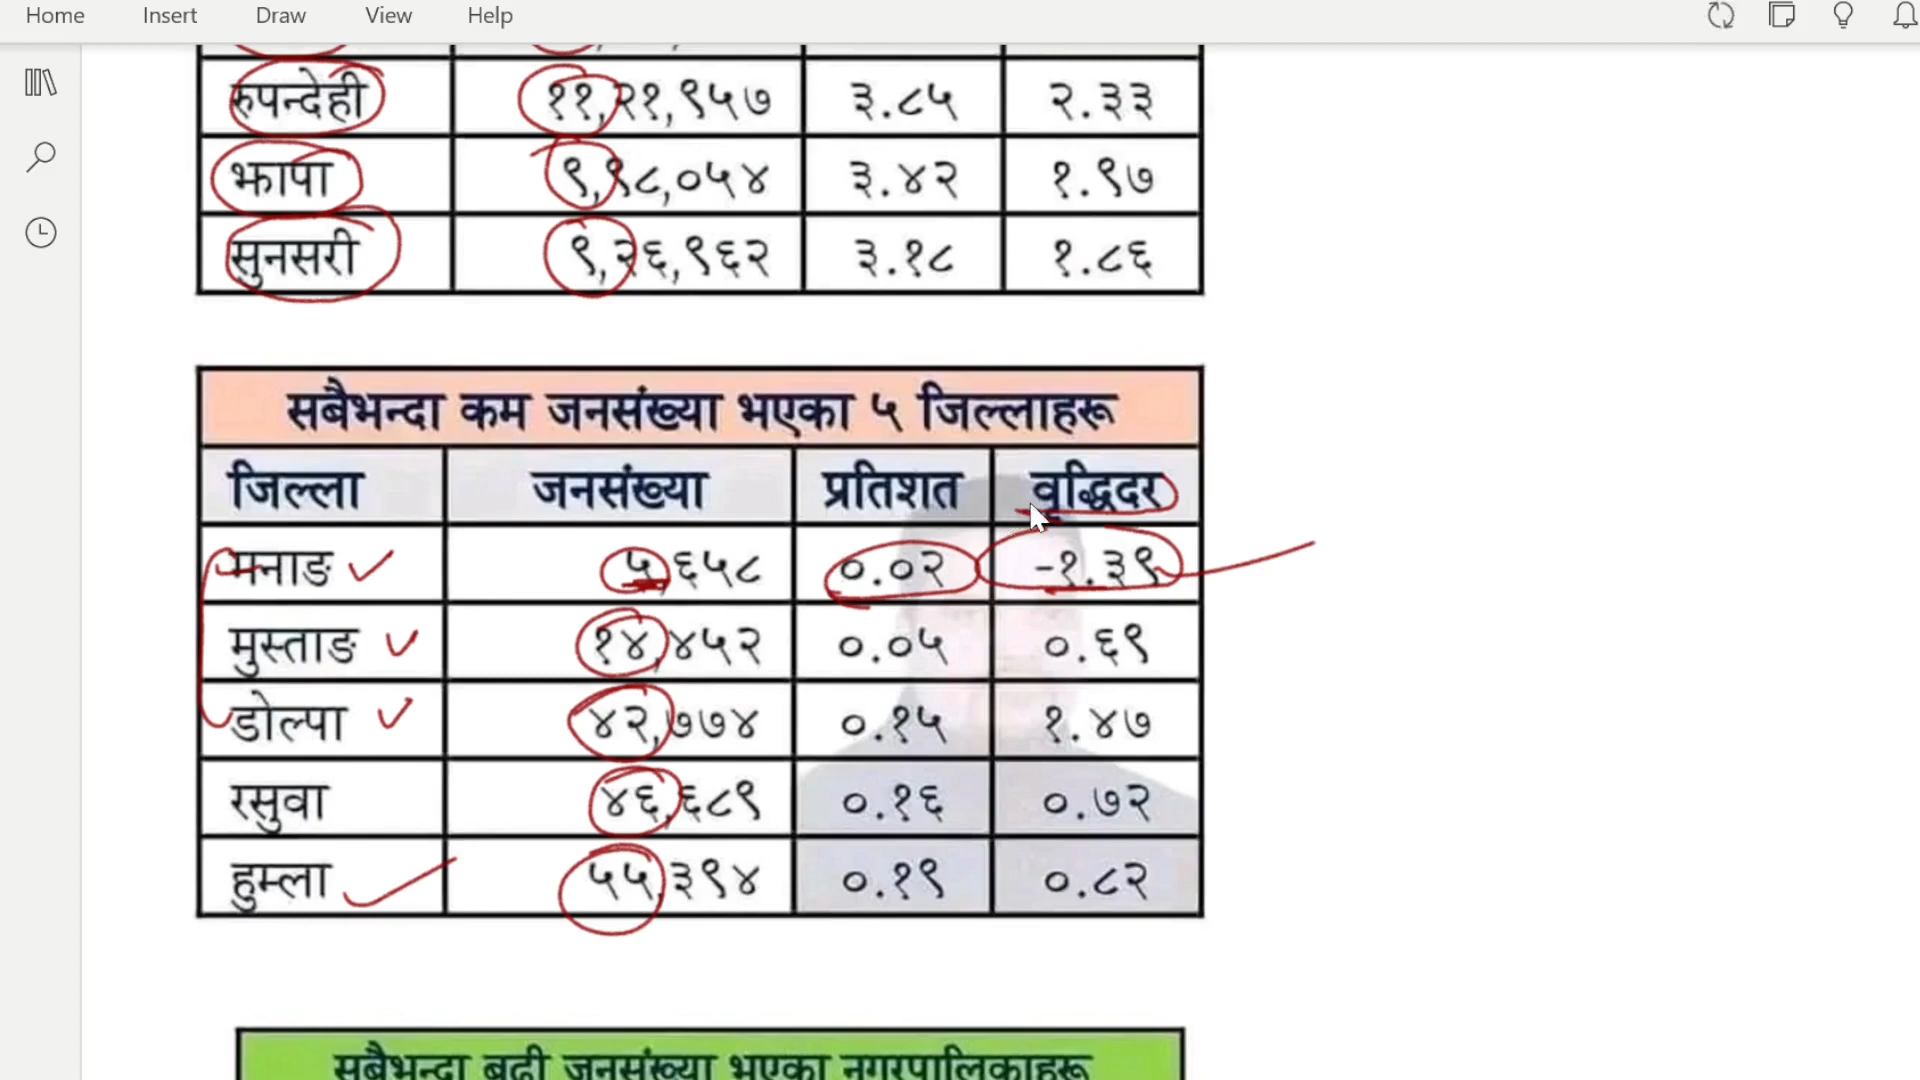 Home Insert Draw View Help
रुपन्देही ११,२१,९५७ ३.८५ २.३३
झापा ९,९८,०५४ ३.४२ १.९७
सुनसरी ९,२६,९६२ ३.१८ १.८६
सबैभन्दा कम जनसंख्या भएका ५ जिल्लाहरू
जिल्ला जनसंख्या प्रतिशत वृद्धिदर
मनाङ ५,६५८ ०.०२ -१.३९
मुस्ताङ १४,४५२ ०.०५ ०.६९
डोल्पा ४२,७७४ ०.१५ १.४७
रसुवा ४६,६८९ ०.१६ ०.७२
हुम्ला ५५,३९४ ०.१९ ०.८२
सबैभन्दा बढी जनसंख्या भएका नगरपालिकाहरू